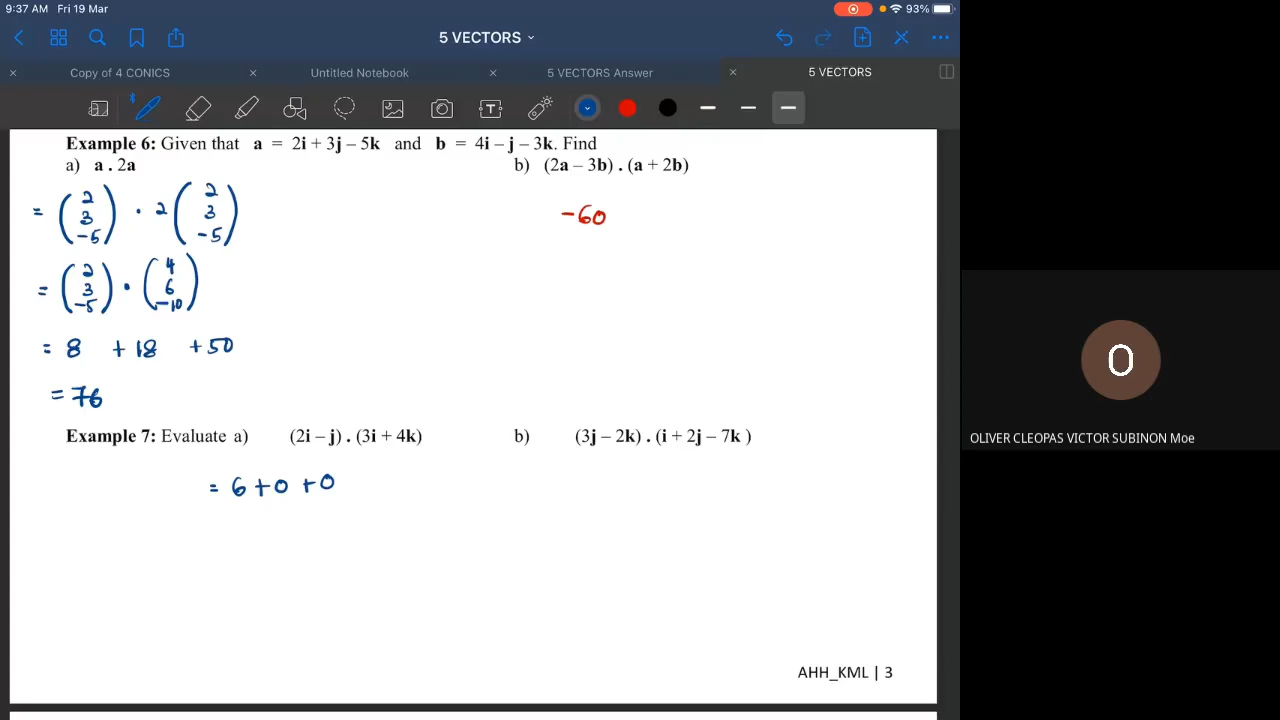 9:37 AM Fri 19 Mar
93%
5 VECTORS
Copy of 4 CONICS
Untitled Notebook
5 VECTORS Answer
5 VECTORS
Example 6: Given that a = 2i + 3j – 5k and b = 4i – j – 3k. Find
a) a . 2a
b) (2a – 3b) . (a + 2b)
= (2 3 -5) · 2 (2 3 -5)
-60
= (2 3 -5) · (4 6 -10)
= 8 + 18 + 50
= 76
Example 7: Evaluate a) (2i – j) . (3i + 4k)
b) (3j – 2k) . (i + 2j – 7k )
= 6 + 0 + 0
AHH_KML | 3
O
OLIVER CLEOPAS VICTOR SUBINON Moe